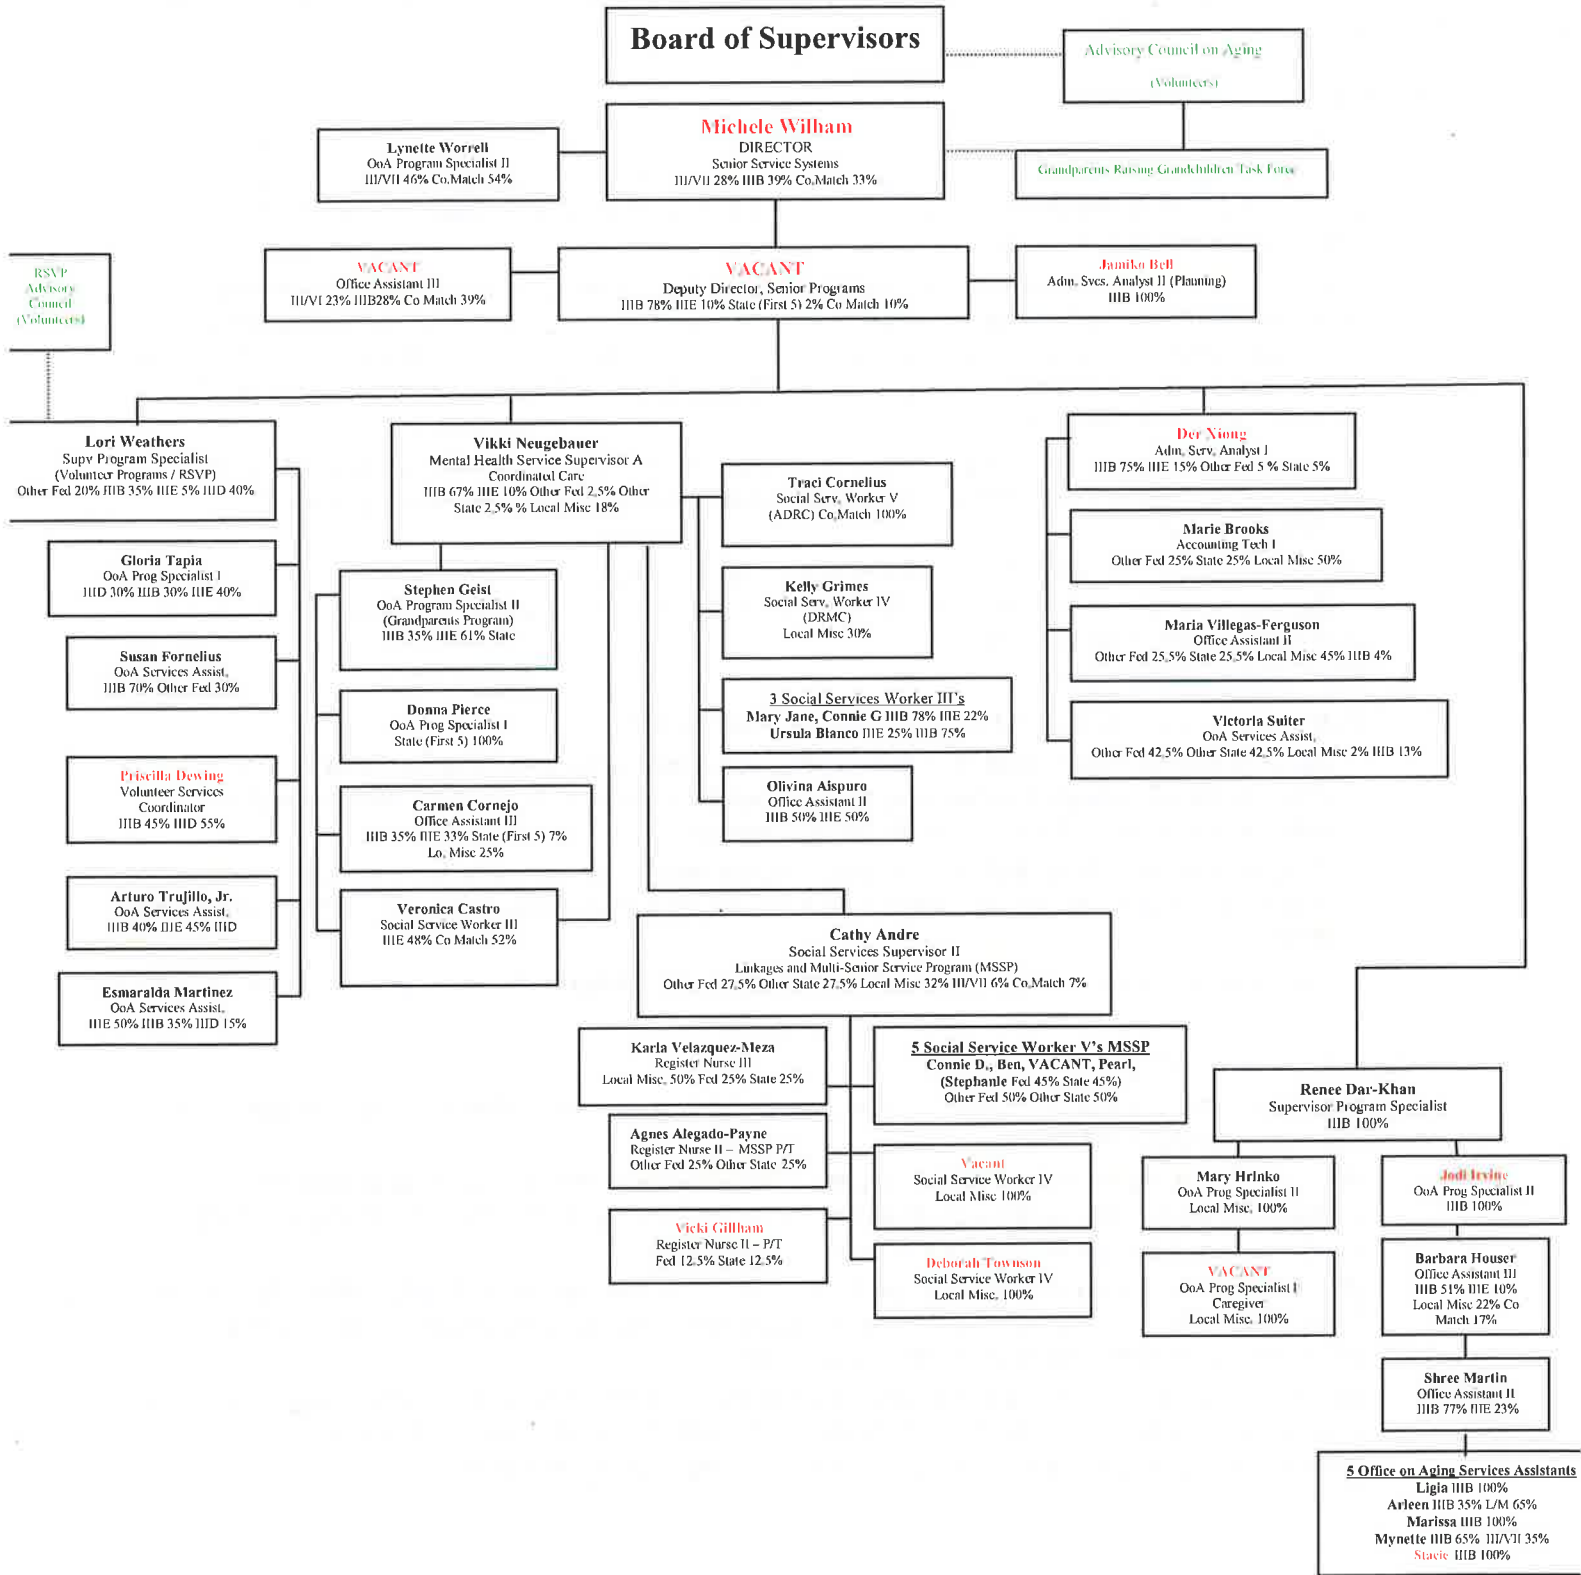 Board of Supervisors
Advisory Council on Aging
(Volunteers)
Michele Wilham
DIRECTOR
Senior Service Systems
III/VII 28% IIIB 39% Co.Match 33%
Lynette Worrell
OoA Program Specialist II
III/VII 46% Co.Match 54%
Grandparents Raising Grandchildren Task Force
RSVP
Advisory
Council
(Volunteers)
VACANT
Office Assistant III
III/VI 23% IIIB28% Co Match 39%
VACANT
Deputy Director, Senior Programs
IIIB 78% IIIE 10% State (First 5) 2% Co Match 10%
Jamiko Bell
Adm. Svcs. Analyst II (Planning)
IIIB 100%
Lori Weathers
Supv Program Specialist
(Volunteer Programs / RSVP)
Other Fed 20% IIIB 35% IIIE 5% IIID 40%
Gloria Tapia
OoA Prog Specialist I
IIID 30% IIIB 30% IIIE 40%
Susan Fornelius
OoA Services Assist.
IIIB 70% Other Fed 30%
Priscilla Dewing
Volunteer Services
Coordinator
IIIB 45% IIID 55%
Arturo Trujillo, Jr.
OoA Services Assist.
IIIB 40% IIIE 45% IIID
Esmaralda Martinez
OoA Services Assist.
IIIE 50% IIIB 35% IIID 15%
Vikki Neugebauer
Mental Health Service Supervisor A
Coordinated Care
IIIB 67% IIIE 10% Other Fed 2.5% Other
State 2.5% % Local Misc 18%
Stephen Geist
OoA Program Specialist II
(Grandparents Program)
IIIB 35% IIIE 61% State
Donna Pierce
OoA Prog Specialist I
State (First 5) 100%
Carmen Cornejo
Office Assistant III
IIIB 35% IIIE 33% State (First 5) 7%
Lo. Misc 25%
Veronica Castro
Social Service Worker III
IIIE 48% Co Match 52%
Traci Cornelius
Social Serv. Worker V
(ADRC) Co.Match 100%
Kelly Grimes
Social Serv. Worker IV
(DRMC)
Local Misc 30%
3 Social Services Worker III's
Mary Jane, Connie G IIIB 78% IIIE 22%
Ursula Blanco IIIE 25% IIIB 75%
Olivina Aispuro
Office Assistant II
IIIB 50% IIIE 50%
Der Xiong
Adm. Serv. Analyst I
IIIB 75% IIIE 15% Other Fed 5 % State 5%
Marie Brooks
Accounting Tech I
Other Fed 25% State 25% Local Misc 50%
Maria Villegas-Ferguson
Office Assistant II
Other Fed 25.5% State 25.5% Local Misc 45% IIIB 4%
Victoria Suiter
OoA Services Assist.
Other Fed 42.5% Other State 42.5% Local Misc 2% IIIB 13%
Cathy Andre
Social Services Supervisor II
Linkages and Multi-Senior Service Program (MSSP)
Other Fed 27.5% Other State 27.5% Local Misc 32% III/VII 6% Co.Match 7%
Karla Velazquez-Meza
Register Nurse III
Local Misc. 50% Fed 25% State 25%
Agnes Alegado-Payne
Register Nurse II – MSSP P/T
Other Fed 25% Other State 25%
Vicki Gillham
Register Nurse II – P/T
Fed 12.5% State 12.5%
5 Social Service Worker V's MSSP
Connie D., Ben, VACANT, Pearl,
(Stephanie Fed 45% State 45%)
Other Fed 50% Other State 50%
Vacant
Social Service Worker IV
Local Misc 100%
Deborah Townson
Social Service Worker IV
Local Misc. 100%
Renee Dar-Khan
Supervisor Program Specialist
IIIB 100%
Mary Hrinko
OoA Prog Specialist II
Local Misc. 100%
VACANT
OoA Prog Specialist I
Caregiver
Local Misc. 100%
Jodi Irvine
OoA Prog Specialist II
IIIB 100%
Barbara Houser
Office Assistant III
IIIB 51% IIIE 10%
Local Misc 22% Co
Match 17%
Shree Martin
Office Assistant II
IIIB 77% IIIE 23%
5 Office on Aging Services Assistants
Ligia IIIB 100%
Arleen IIIB 35% L/M 65%
Marissa IIIB 100%
Mynette IIIB 65% III/VII 35%
Stacie IIIB 100%